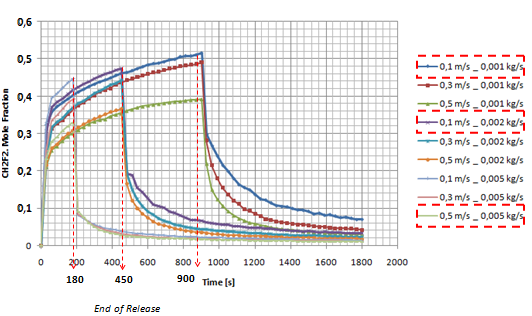 0,6
0,5
0,4
0,3
0,2
0,1
0
CH2F2. Mole Fraction
0 200 400 600 800 1000 1200 1400 1600 1800 2000
180 450 900 Time [s]
End of Release
0,1 m/s _ 0,001 kg/s
0,3 m/s _ 0,001 kg/s
0,5 m/s _ 0,001 kg/s
0,1 m/s _ 0,002 kg/s
0,3 m/s _ 0,002 kg/s
0,5 m/s _ 0,002 kg/s
0,1 m/s _ 0,005 kg/s
0,3 m/s _ 0,005 kg/s
0,5 m/s _ 0,005 kg/s